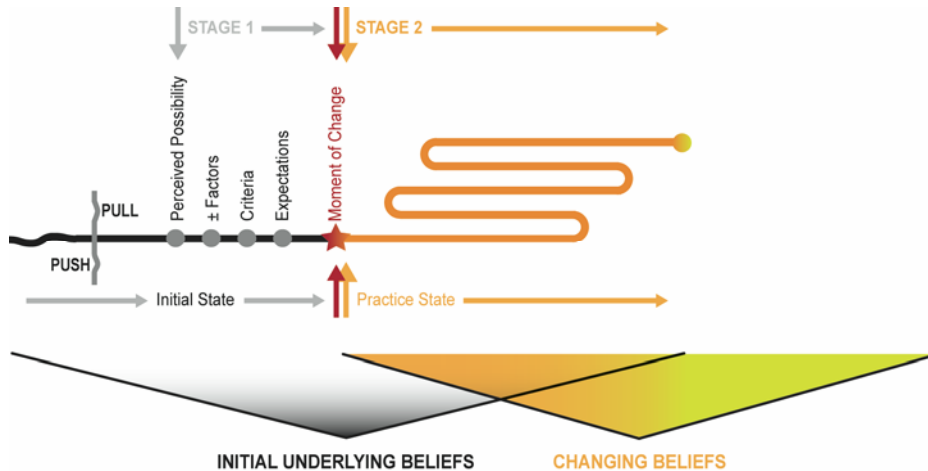 STAGE 1
STAGE 2
Perceived Possibility
± Factors
Criteria
Expectations
Moment of Change
PULL
PUSH
Initial State
Practice State
INITIAL UNDERLYING BELIEFS
CHANGING BELIEFS